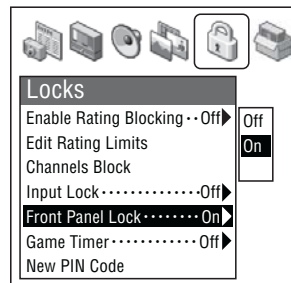 Locks
Enable Rating Blocking··Off
Edit Rating Limits
Channels Block
Input Lock··············Off
Front Panel Lock········On
Game Timer············Off
New PIN Code
Off
On